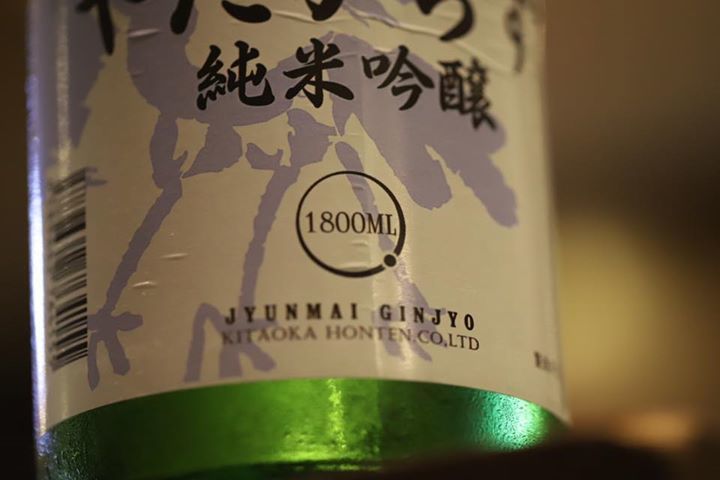 純米吟醸
1800ML
JYUNMAI GINJYO
KITAOKA HONTEN.CO,LTD